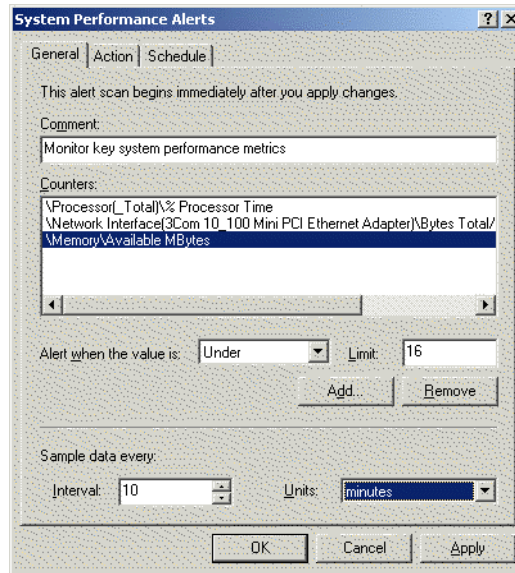 System Performance Alerts
General Action Schedule
This alert scan begins immediately after you apply changes.
Comment:
Monitor key system performance metrics
Counters:
\Processor(_Total)\% Processor Time
\Network Interface(3Com 10_100 Mini PCI Ethernet Adapter)\Bytes Total/
\Memory\Available MBytes
Alert when the value is: Under Limit: 16
Add... Remove
Sample data every:
Interval: 10 Units: minutes
OK Cancel Apply